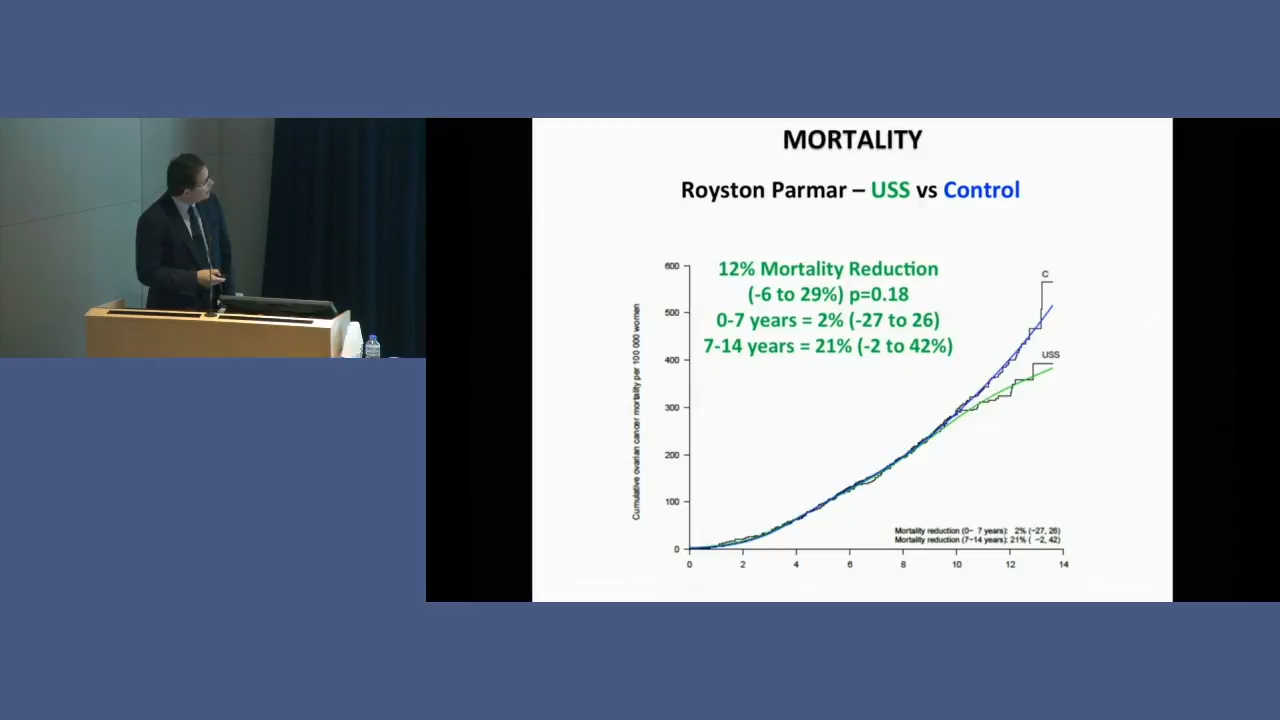 MORTALITY
Royston Parmar – USS vs Control
12% Mortality Reduction
(-6 to 29%) p=0.18
0-7 years = 2% (-27 to 26)
7-14 years = 21% (-2 to 42%)
Cumulative ovarian cancer mortality per 100 000 women
600
500
400
300
200
100
0
C
USS
Mortality reduction (0− 7 years): 2% (−27, 26)
Mortality reduction (7−14 years): 21% ( −2, 42)
0 2 4 6 8 10 12 14